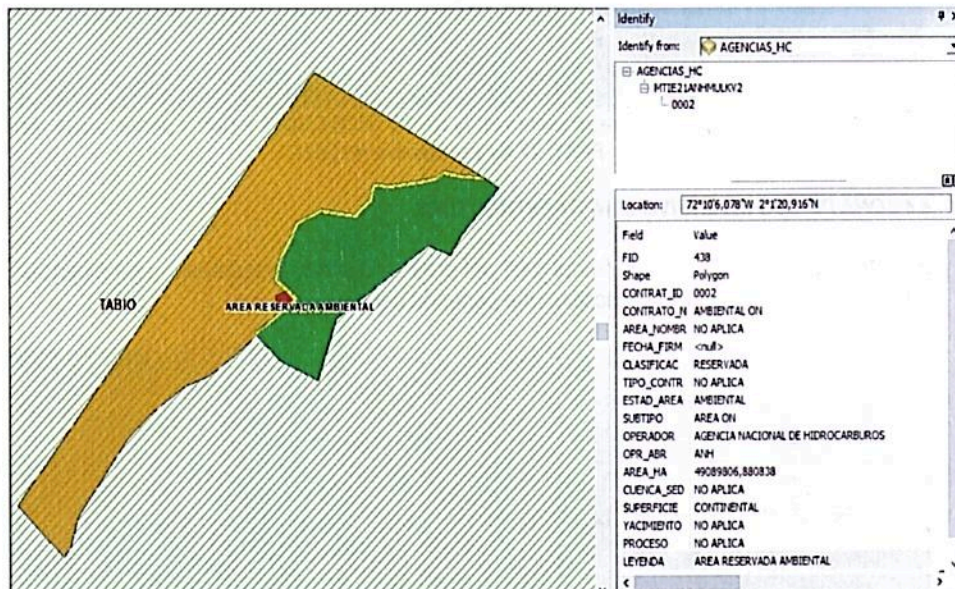 TABIO
AREA RESERVADA AMBIENTAL
Identify
Identify from: AGENCIAS_HC
AGENCIAS_HC
MTIE21ANHMULKV2
0002
Location: 72°10'6,078"W 2°1'20,916"N
Field Value
FID 438
Shape Polygon
CONTRAT_ID 0002
CONTRATO_N AMBIENTAL ON
AREA_NOMBR NO APLICA
FECHA_FIRM <null>
CLASIFICAC RESERVADA
TIPO_CONTR NO APLICA
ESTAD_AREA AMBIENTAL
SUBTIPO AREA ON
OPERADOR AGENCIA NACIONAL DE HIDROCARBUROS
OPR_ABR ANH
AREA_HA 49089806,880838
CUENCA_SED NO APLICA
SUPERFICIE CONTINENTAL
YACIMIENTO NO APLICA
PROCESO NO APLICA
LEYENDA AREA RESERVADA AMBIENTAL